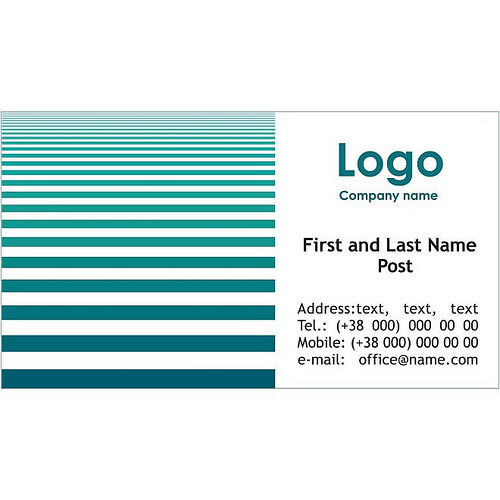 Logo
Company name
First and Last Name
Post
Address:text, text, text
Tel.: (+38 000) 000 00 00
Mobile: (+38 000) 000 00 00
e-mail: office@name.com